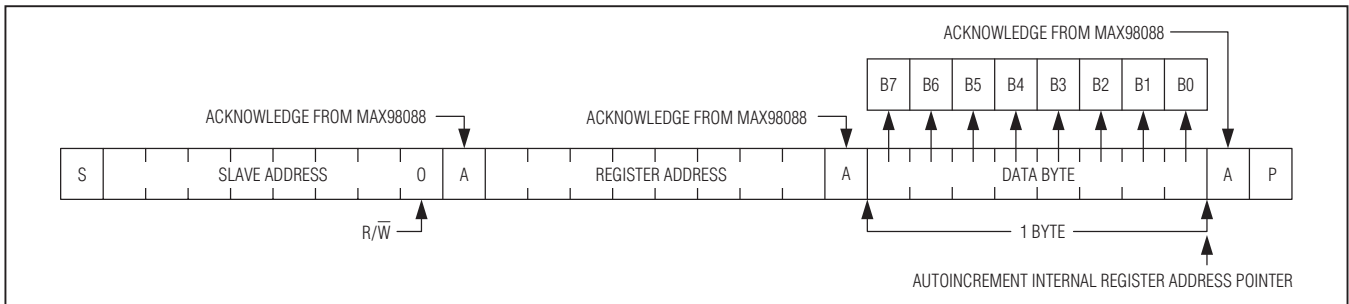 ACKNOWLEDGE FROM MAX98088
B7 B6 B5 B4 B3 B2 B1 B0
ACKNOWLEDGE FROM MAX98088 ACKNOWLEDGE FROM MAX98088
S SLAVE ADDRESS 0 A REGISTER ADDRESS A DATA BYTE A P
R/W̅ 1 BYTE
AUTOINCREMENT INTERNAL REGISTER ADDRESS POINTER